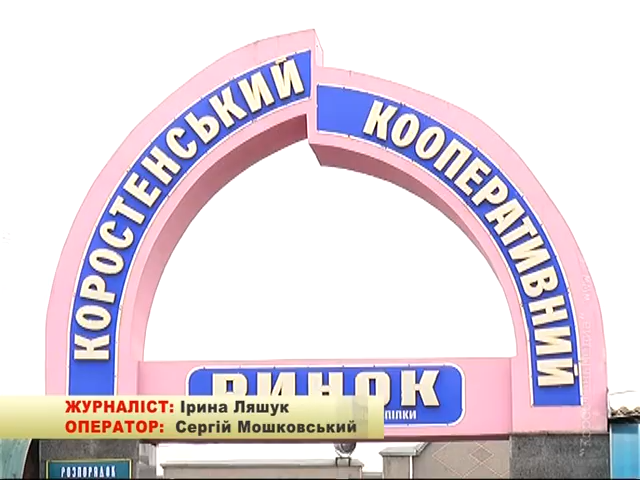 КОРОСТЕНСЬКИЙ
КООПЕРАТИВНИЙ
РИНОК
ЖУРНАЛІСТ: Ірина Ляшук
ОПЕРАТОР: Сергій Мошковський
РОЗПОРЯДОК